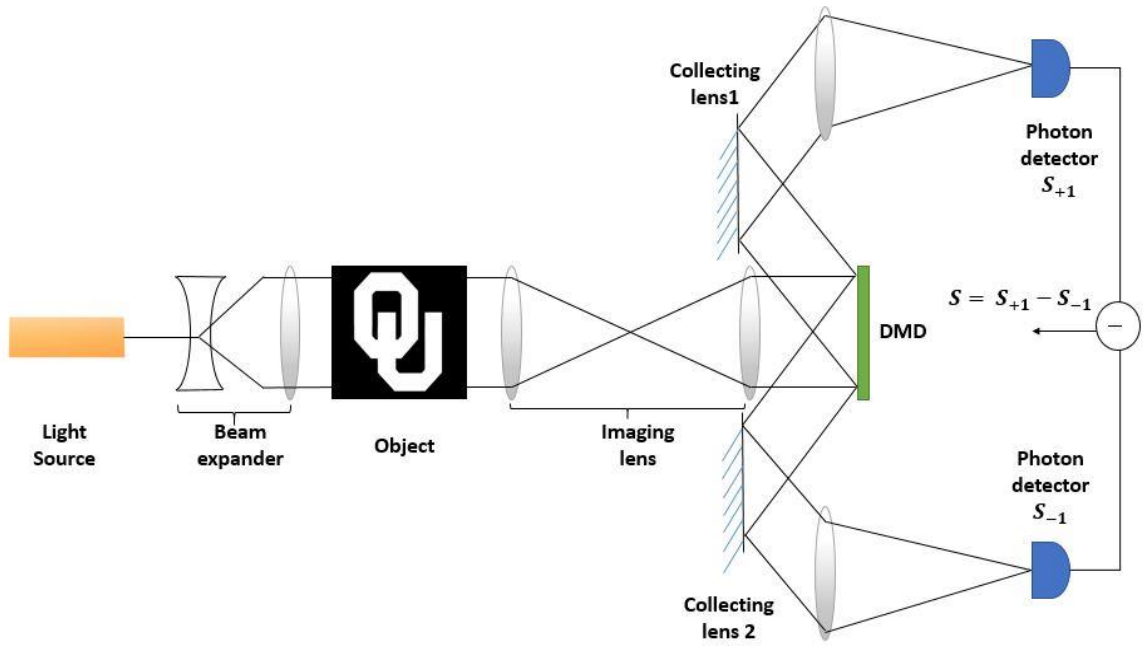 Collecting
lens1
Photon
detector
S₊₁
OU
S = S₊₁ − S₋₁
−
DMD
Light
Source
Beam
expander
Object
Imaging
lens
Photon
detector
S₋₁
Collecting
lens 2